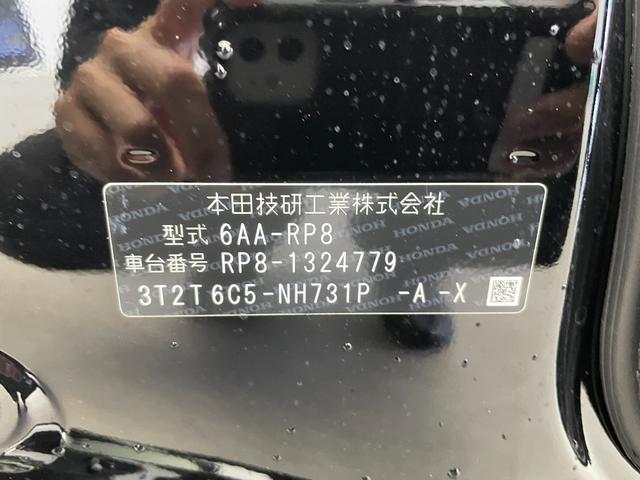 本田技研工業株式会社
型式 6AA-RP8
車台番号 RP8-1324779
3T2T6C5-NH731P -A-X